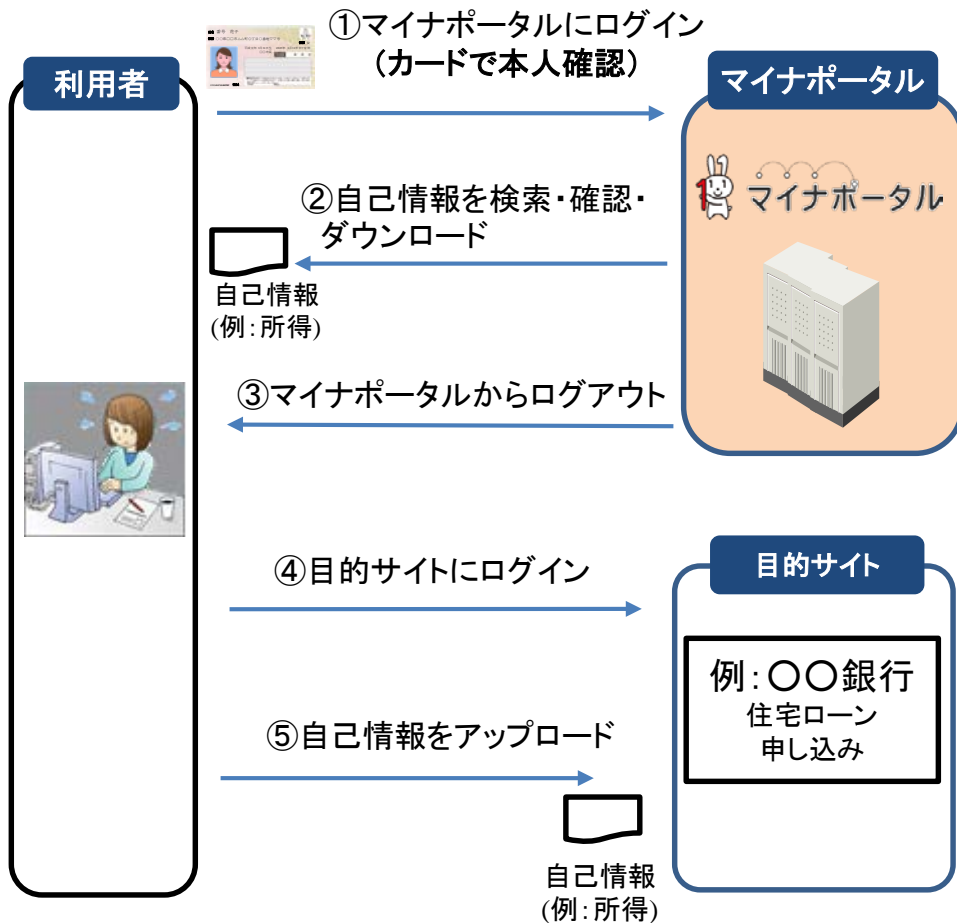 ①マイナポータルにログイン
(カードで本人確認)
利用者
マイナポータル
マイナポータル
②自己情報を検索・確認・
ダウンロード
自己情報
(例:所得)
③マイナポータルからログアウト
④目的サイトにログイン
目的サイト
例:〇〇銀行
住宅ローン
申し込み
⑤自己情報をアップロード
自己情報
(例:所得)